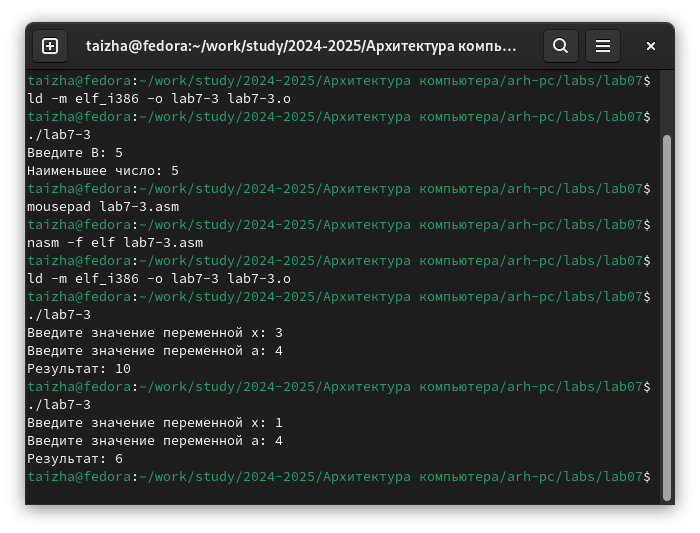 taizha@fedora:~/work/study/2024-2025/Архитектура компь…
taizha@fedora:~/work/study/2024-2025/Архитектура компьютера/arh-pc/labs/lab07$
ld -m elf_i386 -o lab7-3 lab7-3.o
taizha@fedora:~/work/study/2024-2025/Архитектура компьютера/arh-pc/labs/lab07$
./lab7-3
Введите B: 5
Наименьшее число: 5
taizha@fedora:~/work/study/2024-2025/Архитектура компьютера/arh-pc/labs/lab07$
mousepad lab7-3.asm
taizha@fedora:~/work/study/2024-2025/Архитектура компьютера/arh-pc/labs/lab07$
nasm -f elf lab7-3.asm
taizha@fedora:~/work/study/2024-2025/Архитектура компьютера/arh-pc/labs/lab07$
ld -m elf_i386 -o lab7-3 lab7-3.o
taizha@fedora:~/work/study/2024-2025/Архитектура компьютера/arh-pc/labs/lab07$
./lab7-3
Введите значение переменной x: 3
Введите значение переменной a: 4
Результат: 10
taizha@fedora:~/work/study/2024-2025/Архитектура компьютера/arh-pc/labs/lab07$
./lab7-3
Введите значение переменной x: 1
Введите значение переменной a: 4
Результат: 6
taizha@fedora:~/work/study/2024-2025/Архитектура компьютера/arh-pc/labs/lab07$